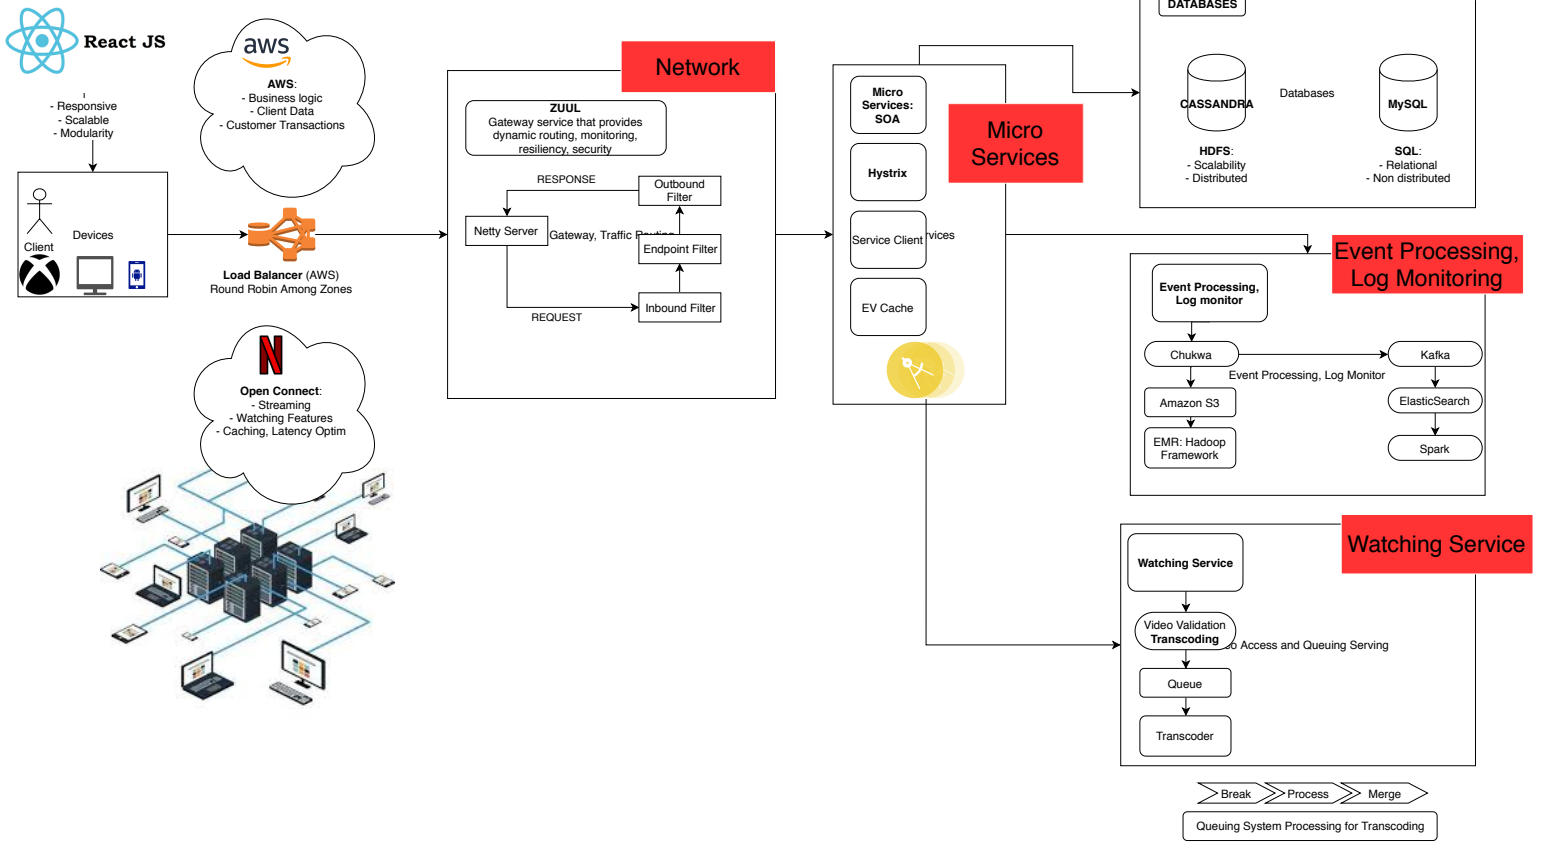 React JS
- Responsive
- Scalable
- Modularity
Client
Devices
aws
AWS:
- Business logic
- Client Data
- Customer Transactions
Load Balancer (AWS)
Round Robin Among Zones
N
Open Connect:
- Streaming
- Watching Features
- Caching, Latency Optim
Network
ZUUL
Gateway service that provides
dynamic routing, monitoring,
resiliency, security
RESPONSE
Outbound
Filter
Netty Server
Gateway, Traffic
Endpoint Filter
Inbound Filter
REQUEST
Micro
Services
Micro
Services:
SOA
Hystrix
Service Client
EV Cache
DATABASES
CASSANDRA
Databases
MySQL
HDFS:
- Scalability
- Distributed
SQL:
- Relational
- Non distributed
Event Processing,
Log Monitoring
Event Processing,
Log monitor
Chukwa
Kafka
Event Processing, Log Monitor
Amazon S3
ElasticSearch
EMR: Hadoop
Framework
Spark
Watching Service
Watching Service
Video Validation
Transcoding
Access and Queuing Serving
Queue
Transcoder
Break
Process
Merge
Queuing System Processing for Transcoding